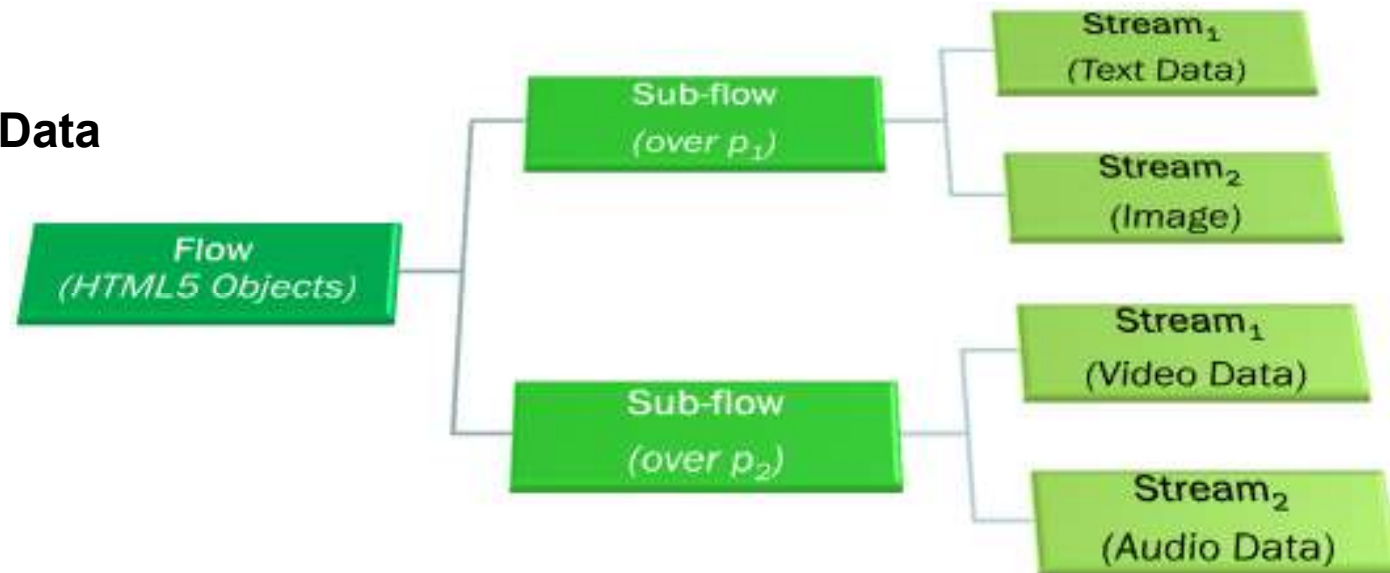 Data
Flow
(HTML5 Objects)
Sub-flow
(over p₁)
Stream₁
(Text Data)
Stream₂
(Image)
Sub-flow
(over p₂)
Stream₁
(Video Data)
Stream₂
(Audio Data)